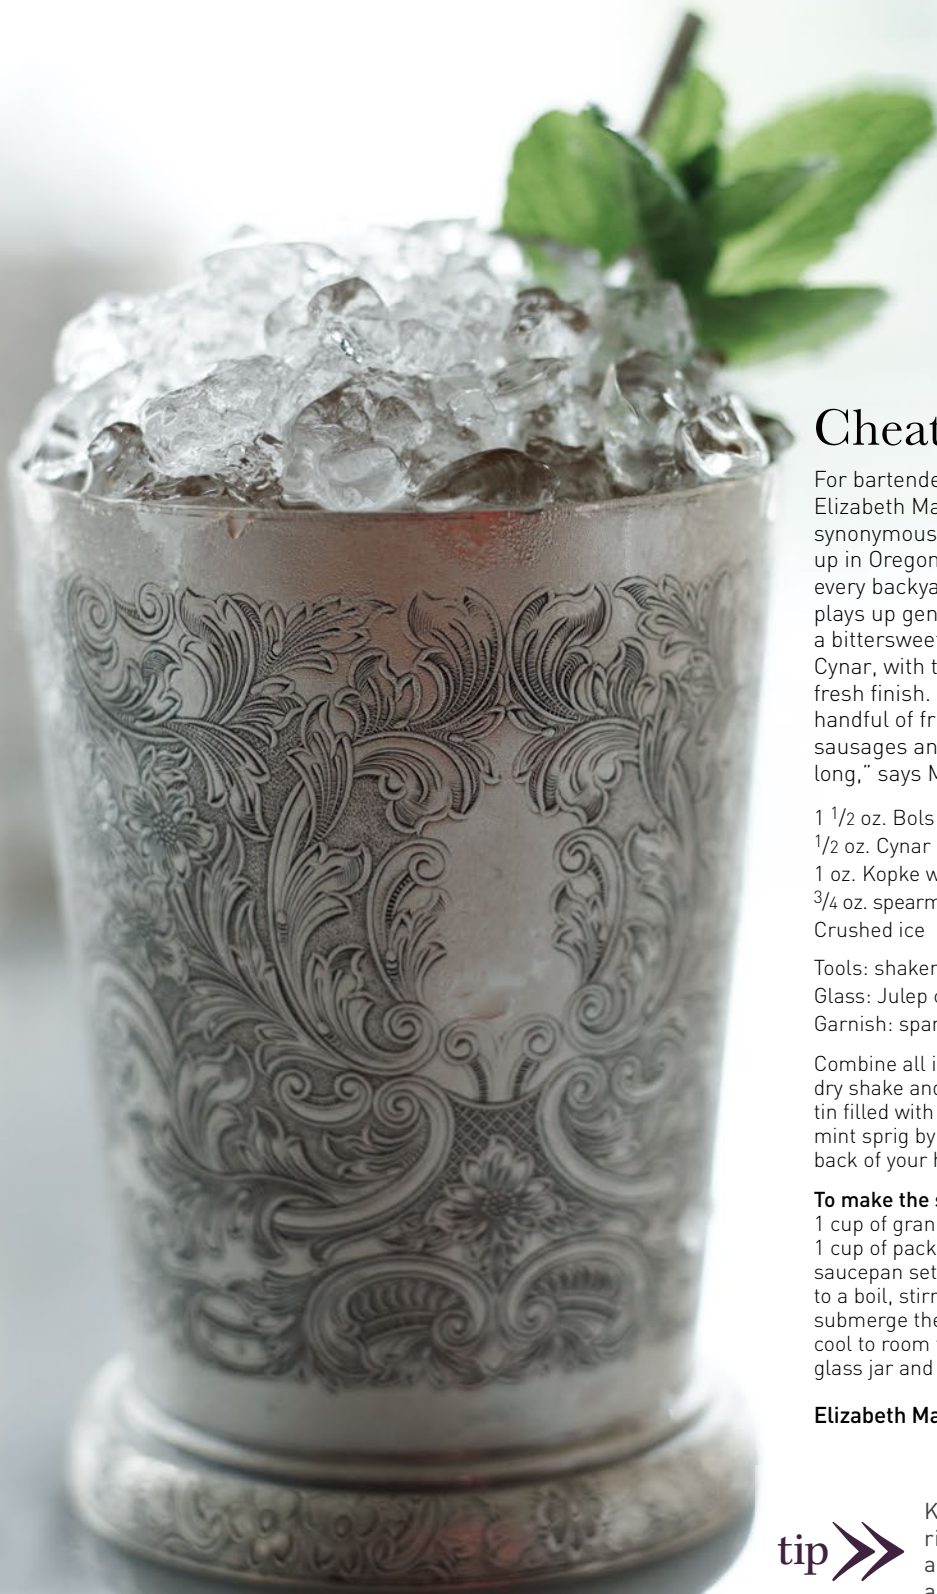 Cheat
For bartende
Elizabeth Ma
synonymous
up in Oregon
every backya
plays up gen
a bittersweet
Cynar, with t
fresh finish.
handful of fr
sausages an
long,” says M
1 1/2 oz. Bols
1/2 oz. Cynar
1 oz. Kopke w
3/4 oz. spearm
Crushed ice
Tools: shaker
Glass: Julep c
Garnish: spar
Combine all i
dry shake and
tin filled with
mint sprig by
back of your h
To make the s
1 cup of gran
1 cup of pack
saucepan set
to a boil, stirr
submerge the
cool to room t
glass jar and
Elizabeth Ma
tip
K
ri
a
a